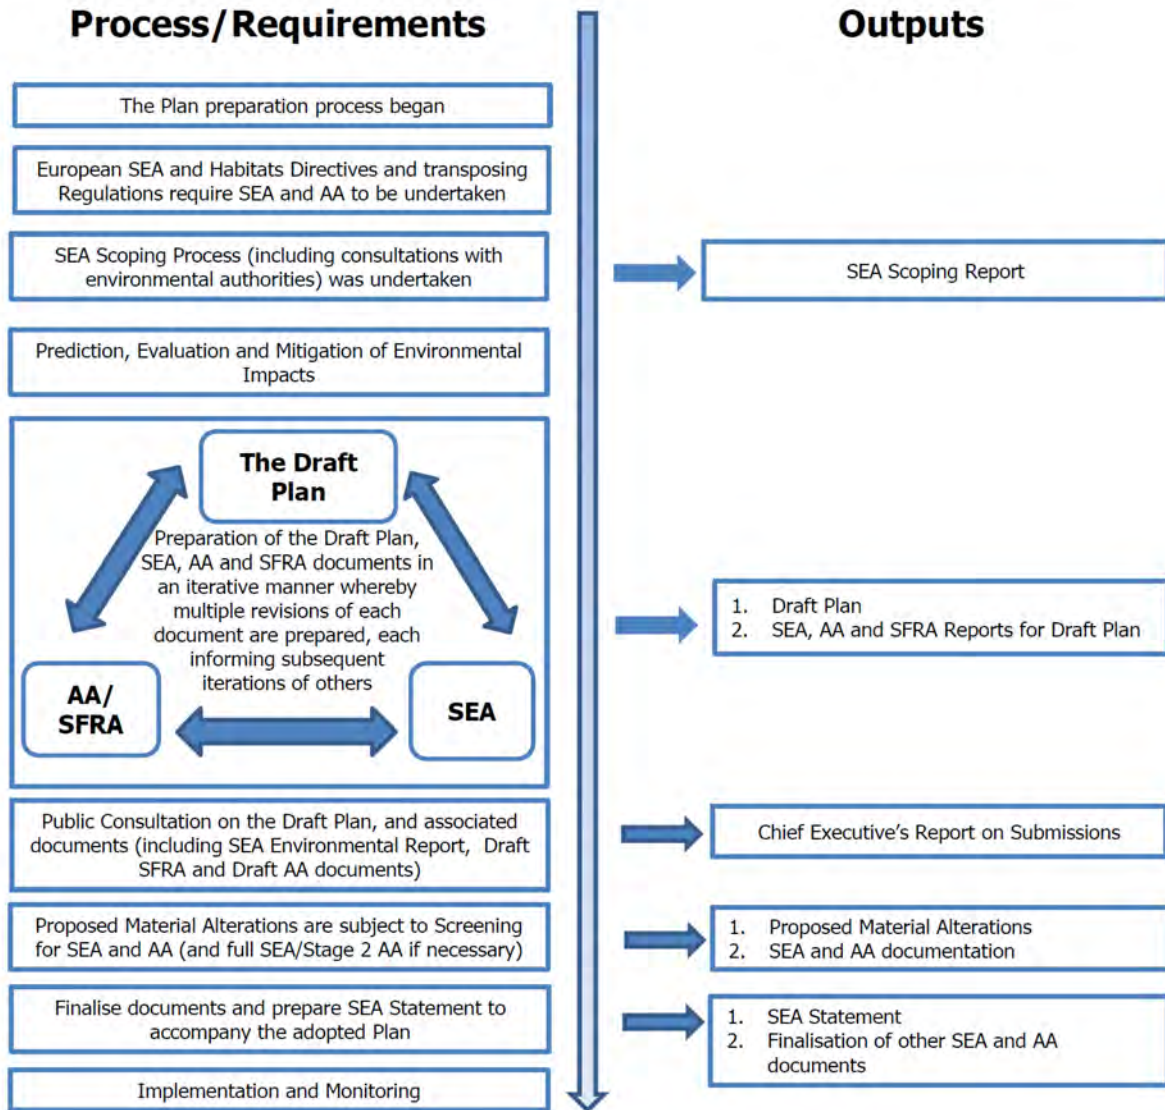 Process/Requirements
Outputs
The Plan preparation process began
European SEA and Habitats Directives and transposing
Regulations require SEA and AA to be undertaken
SEA Scoping Process (including consultations with
environmental authorities) was undertaken
SEA Scoping Report
Prediction, Evaluation and Mitigation of Environmental
Impacts
The Draft
Plan
Preparation of the Draft Plan,
SEA, AA and SFRA documents in
an iterative manner whereby
multiple revisions of each
document are prepared, each
informing subsequent
iterations of others
AA/
SFRA
SEA
1. Draft Plan
2. SEA, AA and SFRA Reports for Draft Plan
Public Consultation on the Draft Plan, and associated
documents (including SEA Environmental Report, Draft
SFRA and Draft AA documents)
Chief Executive's Report on Submissions
Proposed Material Alterations are subject to Screening
for SEA and AA (and full SEA/Stage 2 AA if necessary)
1. Proposed Material Alterations
2. SEA and AA documentation
Finalise documents and prepare SEA Statement to
accompany the adopted Plan
1. SEA Statement
2. Finalisation of other SEA and AA
documents
Implementation and Monitoring